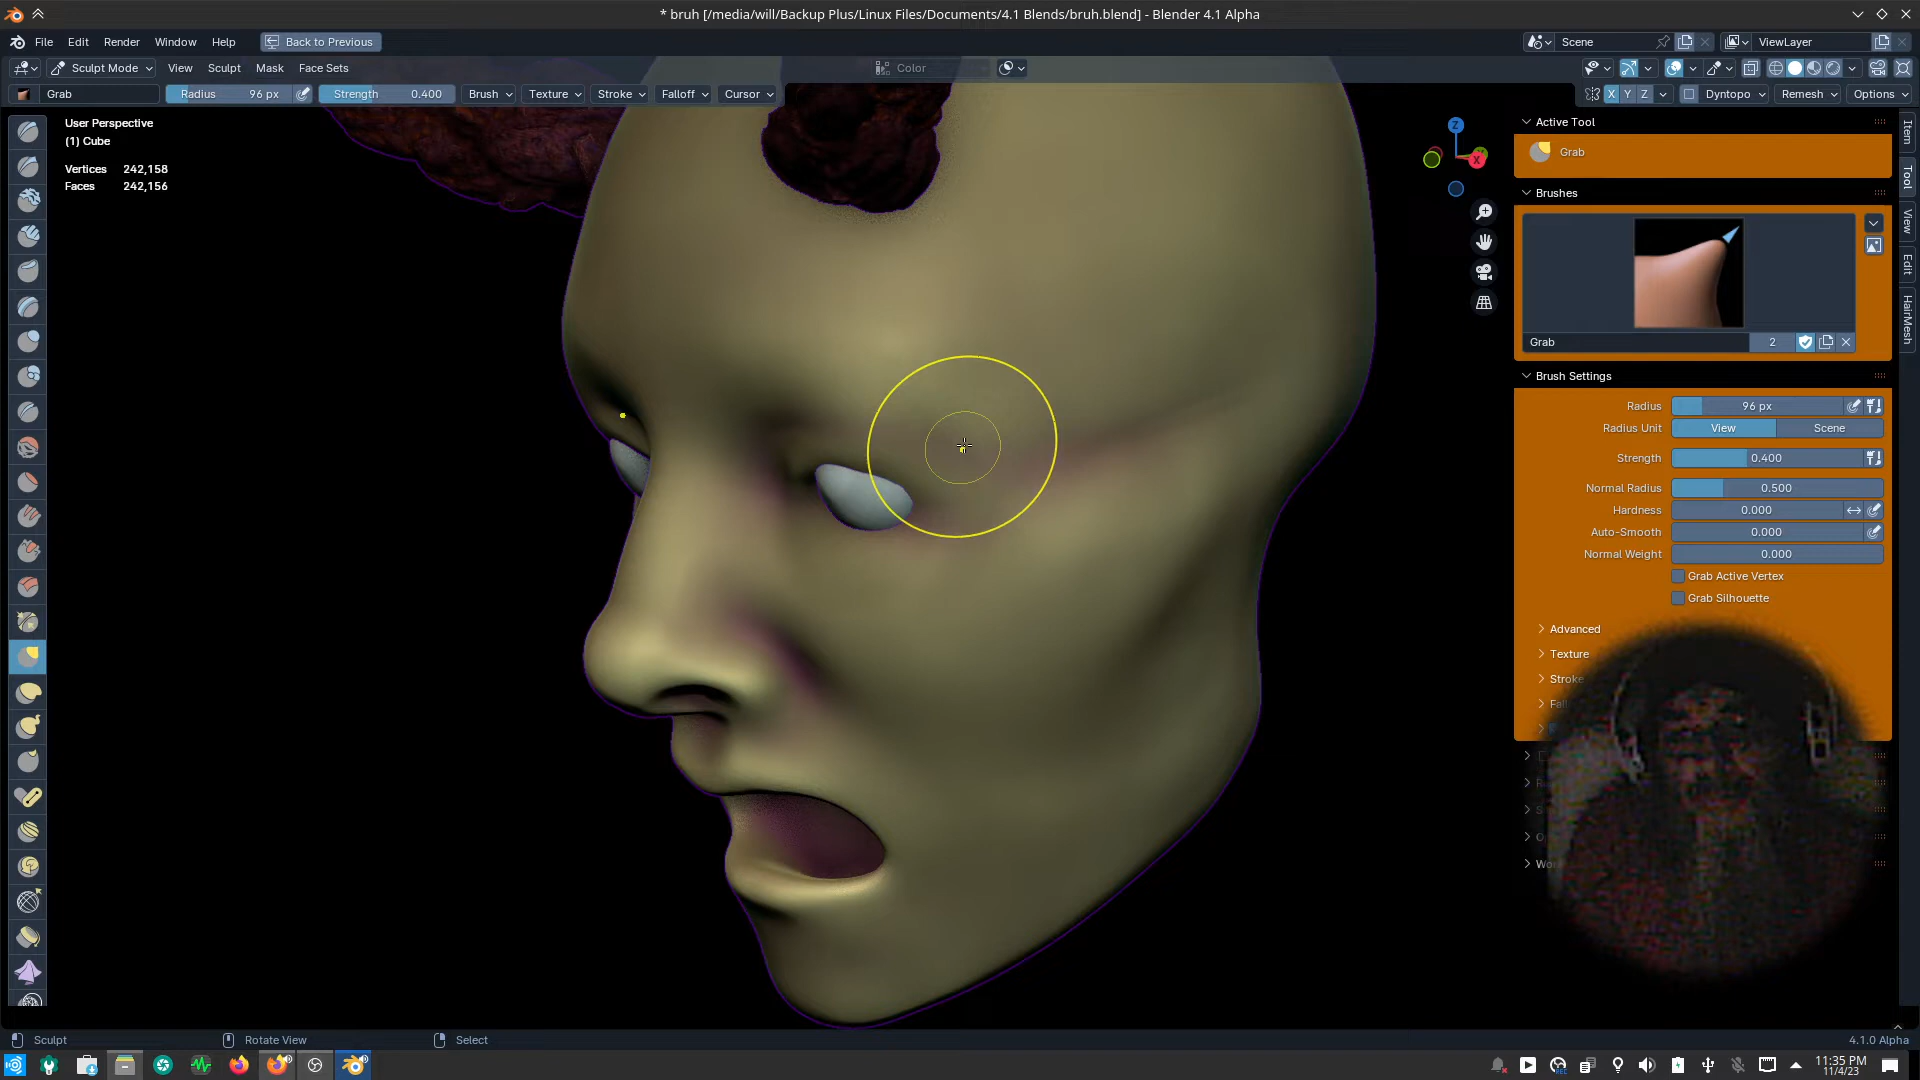 * bruh [/media/will/Backup Plus/Linux Files/Documents/4.1 Blends/bruh.blend] - Blender 4.1 Alpha
File Edit Render Window Help Back to Previous Scene ViewLayer
Sculpt Mode View Sculpt Mask Face Sets Color
Grab Radius 96 px Strength 0.400 Brush Texture Stroke Falloff Cursor X Y Z Dyntopo Remesh Options
User Perspective
(1) Cube
Vertices 242,158
Faces 242,156
Z
X
Active Tool
Grab
Brushes
Grab 2
Brush Settings
Radius 96 px
Radius Unit View Scene
Strength 0.400
Normal Radius 0.500
Hardness 0.000
Auto-Smooth 0.000
Normal Weight 0.000
Grab Active Vertex
Grab Silhouette
Advanced
Texture
Item
Tool
View
Edit
HairMesh
Sculpt Rotate View Select 4.1.0 Alpha
REC
11:35 PM
11/4/23